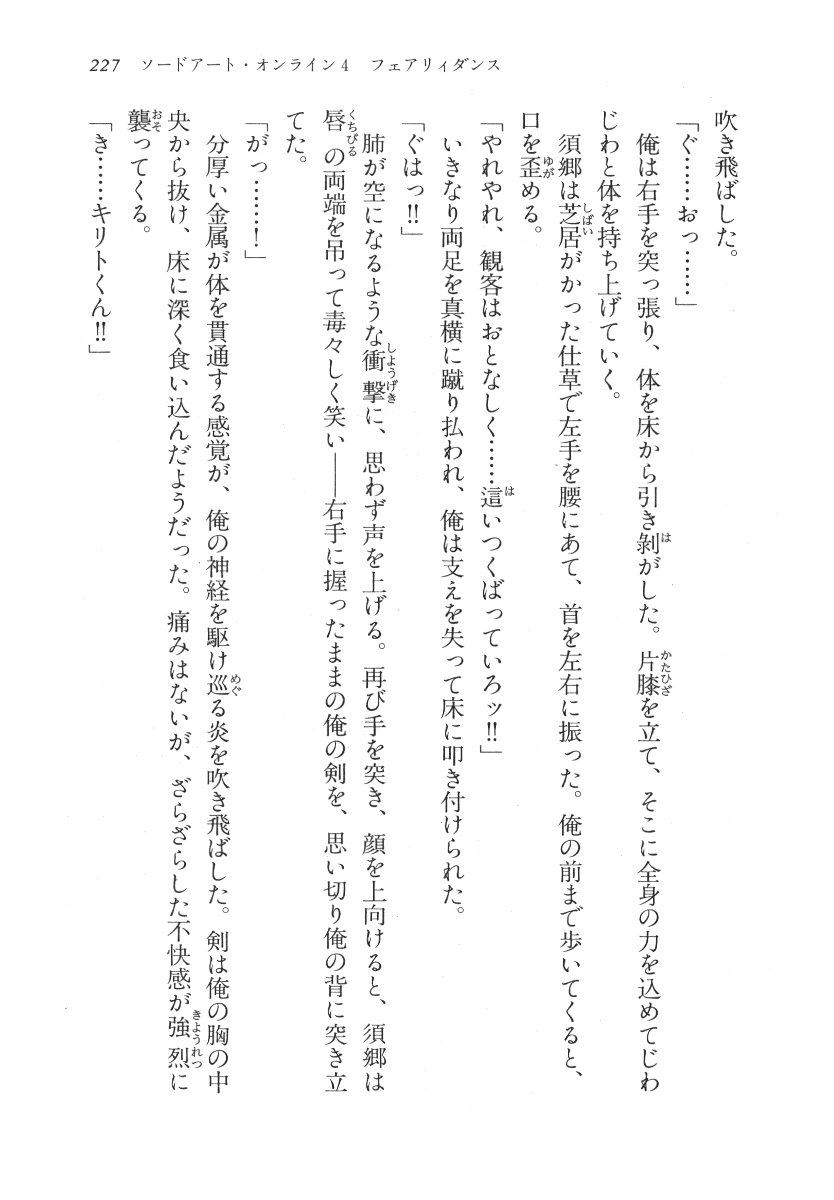 227 ソードアート・オンライン4 フェアリィダンス
吹き飛ばした。
「ぐ……おっ……」
俺は右手を突っ張り、体を床から引き剝がした。片膝を立て、そこに全身の力を込めてじわ
じわと体を持ち上げていく。
須郷は芝居がかった仕草で左手を腰にあて、首を左右に振った。俺の前まで歩いてくると、
口を歪める。
「やれやれ、観客はおとなしく……這いつくばっていろッ!!」
いきなり両足を真横に蹴り払われ、俺は支えを失って床に叩き付けられた。
「ぐはっ!!」
肺が空になるような衝撃に、思わず声を上げる。再び手を突き、顔を上向けると、須郷は
唇の両端を吊って毒々しく笑い――右手に握ったままの俺の剣を、思い切り俺の背に突き立
てた。
「がっ……!」
分厚い金属が体を貫通する感覚が、俺の神経を駆け巡る炎を吹き飛ばした。剣は俺の胸の中
央から抜け、床に深く食い込んだようだった。痛みはないが、ざらざらした不快感が強烈に
襲ってくる。
「き……キリトくん!!」